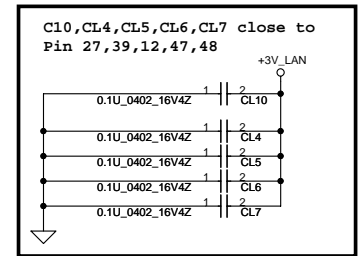 C10,CL4,CL5,CL6,CL7 close to
Pin 27,39,12,47,48
+3V_LAN
1 2
0.1U_0402_16V4Z CL10
1 2
0.1U_0402_16V4Z CL4
1 2
0.1U_0402_16V4Z CL5
1 2
0.1U_0402_16V4Z CL6
1 2
0.1U_0402_16V4Z CL7